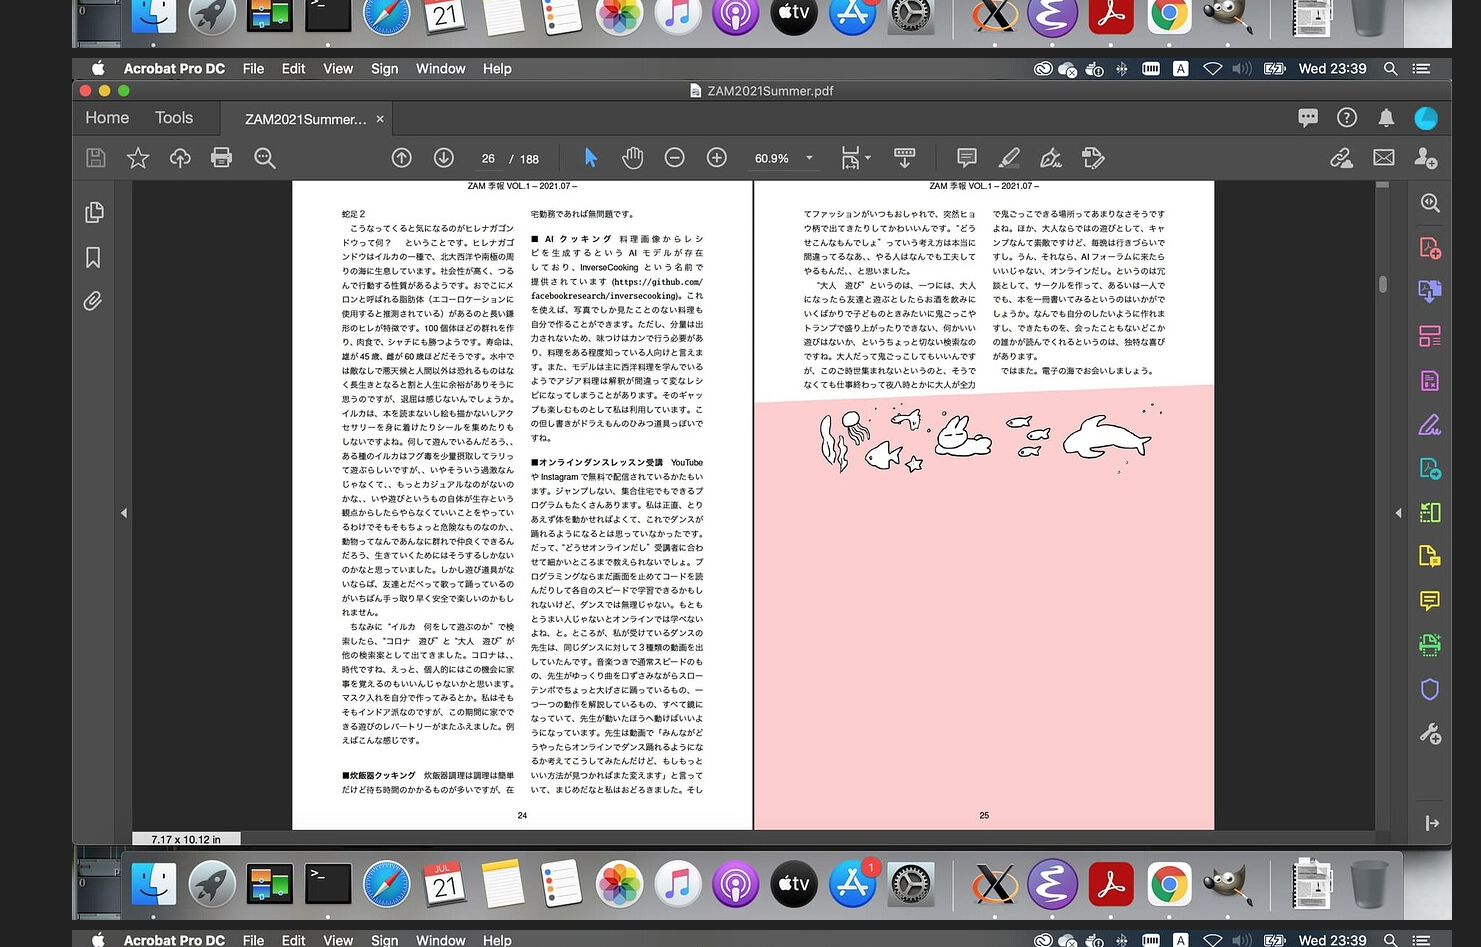 21
tv
Acrobat Pro DC File Edit View Sign Window Help
A Wed 23:39
ZAM2021Summer.pdf
Home Tools ZAM2021Summer... ×
26 / 188 60.9%
ZAM 季報 VOL.1 – 2021.07 –
蛇足２
こうなってくると気になるのがヒレナガゴン
ドウって何？　ということです。ヒレナガゴ
ンドウはイルカの一種で、北大西洋や南極の周
りの海に生息しています。社会性が高く、つる
んで行動する性質があるようです。おでこにメ
ロンと呼ばれる脂肪体（エコーロケーションに
使用すると推測されている）があるのと長い鎌
形のヒレが特徴です。100 個体ほどの群れを作
り、肉食で、シャチにも勝つようです。寿命は、
雄が 45 歳、雌が 60 歳ほどだそうです。水中で
は敵なしで悪天候と人間以外は恐れるものはな
く長生きとなると割と人生に余裕がありそうに
思うのですが、退屈は感じないんでしょうか。
イルカは、本を読まないし絵も描かないしアク
セサリーを身に着けたりシールを集めたりも
しないですよね。何して遊んでいるんだろう、、
ある種のイルカはフグ毒を少量摂取してラリっ
て遊ぶらしいですが、、いやそういう過激なん
じゃなくて、、もっとカジュアルなのがないの
かな、、いや遊びというもの自体が生存という
観点からしたらやらなくていいことをやってい
るわけでそもそもちょっと危険なものなのか、、
動物ってなんであんなに群れで仲良くできるん
だろう、生きていくためにはそうするしかない
のかなと思っていました。しかし遊び道具がな
いならば、友達とだべって歌って踊っているの
がいちばん手っ取り早く安全で楽しいのかもし
れません。
ちなみに “イルカ　何をして遊ぶのか” で検
索したら、“コロナ　遊び” と “大人　遊び” が
他の検索案として出てきました。コロナは、、
時代ですね、えっと、個人的にはこの機会に家
事を覚えるのもいいんじゃないかと思います。
マスク入れを自分で作ってみるとか。私はそも
そもインドア派なのですが、この期間に家でで
きる遊びのレパートリーがまたふえました。例
えばこんな感じです。
■炊飯器クッキング　炊飯器調理は調理は簡単
だけど待ち時間のかかるものが多いですが、在
宅勤務であれば無問題です。
■ AI クッキング 料理画像からレシ
ピを生成するという AI モデルが存在
しており、InverseCooking という名前で
提供されています (https://github.com/
facebookresearch/inversecooking)。これ
を使えば、写真でしか見たことのない料理も
自分で作ることができます。ただし、分量は出
力されないため、味つけはカンで行う必要があ
り、料理をある程度知っている人向けと言えま
す。また、モデルは主に西洋料理を学んでいる
ようでアジア料理は解釈が間違って変なレシ
ピになってしまうことがあります。そのギャッ
プも楽しむものとして私は利用しています。こ
の但し書きがドラえもんのひみつ道具っぽいで
すね。
■オンラインダンスレッスン受講　YouTube
や Instagram で無料で配信されているかたもい
ます。ジャンプしない、集合住宅でもできるプ
ログラムもたくさんあります。私は正直、とり
あえず体を動かせればよくて、これでダンスが
踊れるようになるとは思っていなかったです。
だって、“どうせオンラインだし” 受講者に合わ
せて細かいところまで教えられないでしょ。プ
ログラミングならまだ画面を止めてコードを読
んだりして各自のスピードで学習できるかもし
れないけど、ダンスでは無理じゃない。もとも
とうまい人じゃないとオンラインでは学べない
よね、と。ところが、私が受けているダンスの
先生は、同じダンスに対して３種類の動画を出
していたんです。音楽つきで通常スピードのも
の、先生がゆっくり曲を口ずさみながらスロー
テンポでちょっと大げさに踊っているもの、一
つ一つの動作を解説しているもの、すべて鏡に
なっていて、先生が動いたほうへ動けばいいよ
うになっています。先生は動画で「みんながど
うやったらオンラインでダンス踊れるようにな
るか考えてこうしてみたんだけど、もしもっと
いい方法が見つかればまた変えます」と言って
いて、まじめだなと私はおどろきました。そし
24
ZAM 季報 VOL.1 – 2021.07 –
てファッションがいつもおしゃれで、突然ヒョ
ウ柄で出てきたりしてかわいいんです。“どう
せこんなもんでしょ” っていう考え方は本当に
間違ってるなあ、、やる人はなんでも工夫して
やるもんだ、、と思いました。
“大人　遊び” というのは、一つには、大人
になったら友達と遊ぶとしたらお酒を飲みに
いくばかりで子どものときみたいに鬼ごっこや
トランプで盛り上がったりできない、何かいい
遊びはないか、というちょっと切ない検索なの
ですね。大人だって鬼ごっこしてもいいんです
が、このご時世集まれないというのと、そうで
なくても仕事終わって夜八時とかに大人が全力
で鬼ごっこできる場所ってあまりなさそうです
よね。ほか、大人ならではの遊びとして、キャ
ンプなんて素敵ですけど、毎晩は行きづらいで
すし。うん、それなら、AI フォーラムに来たら
いいじゃない、オンラインだし。というのは冗
談として、サークルを作って、あるいは一人で
でも、本を一冊書いてみるというのはいかがで
しょうか。なんでも自分のしたいように作れま
すし、できたものを、会ったこともないどこか
の誰かが読んでくれるというのは、独特な喜び
があります。
ではまた。電子の海でお会いしましょう。
25
7.17 x 10.12 in
>_
JUL
21
tv
1
Acrobat Pro DC File Edit View Sign Window Help
A Wed 23:39